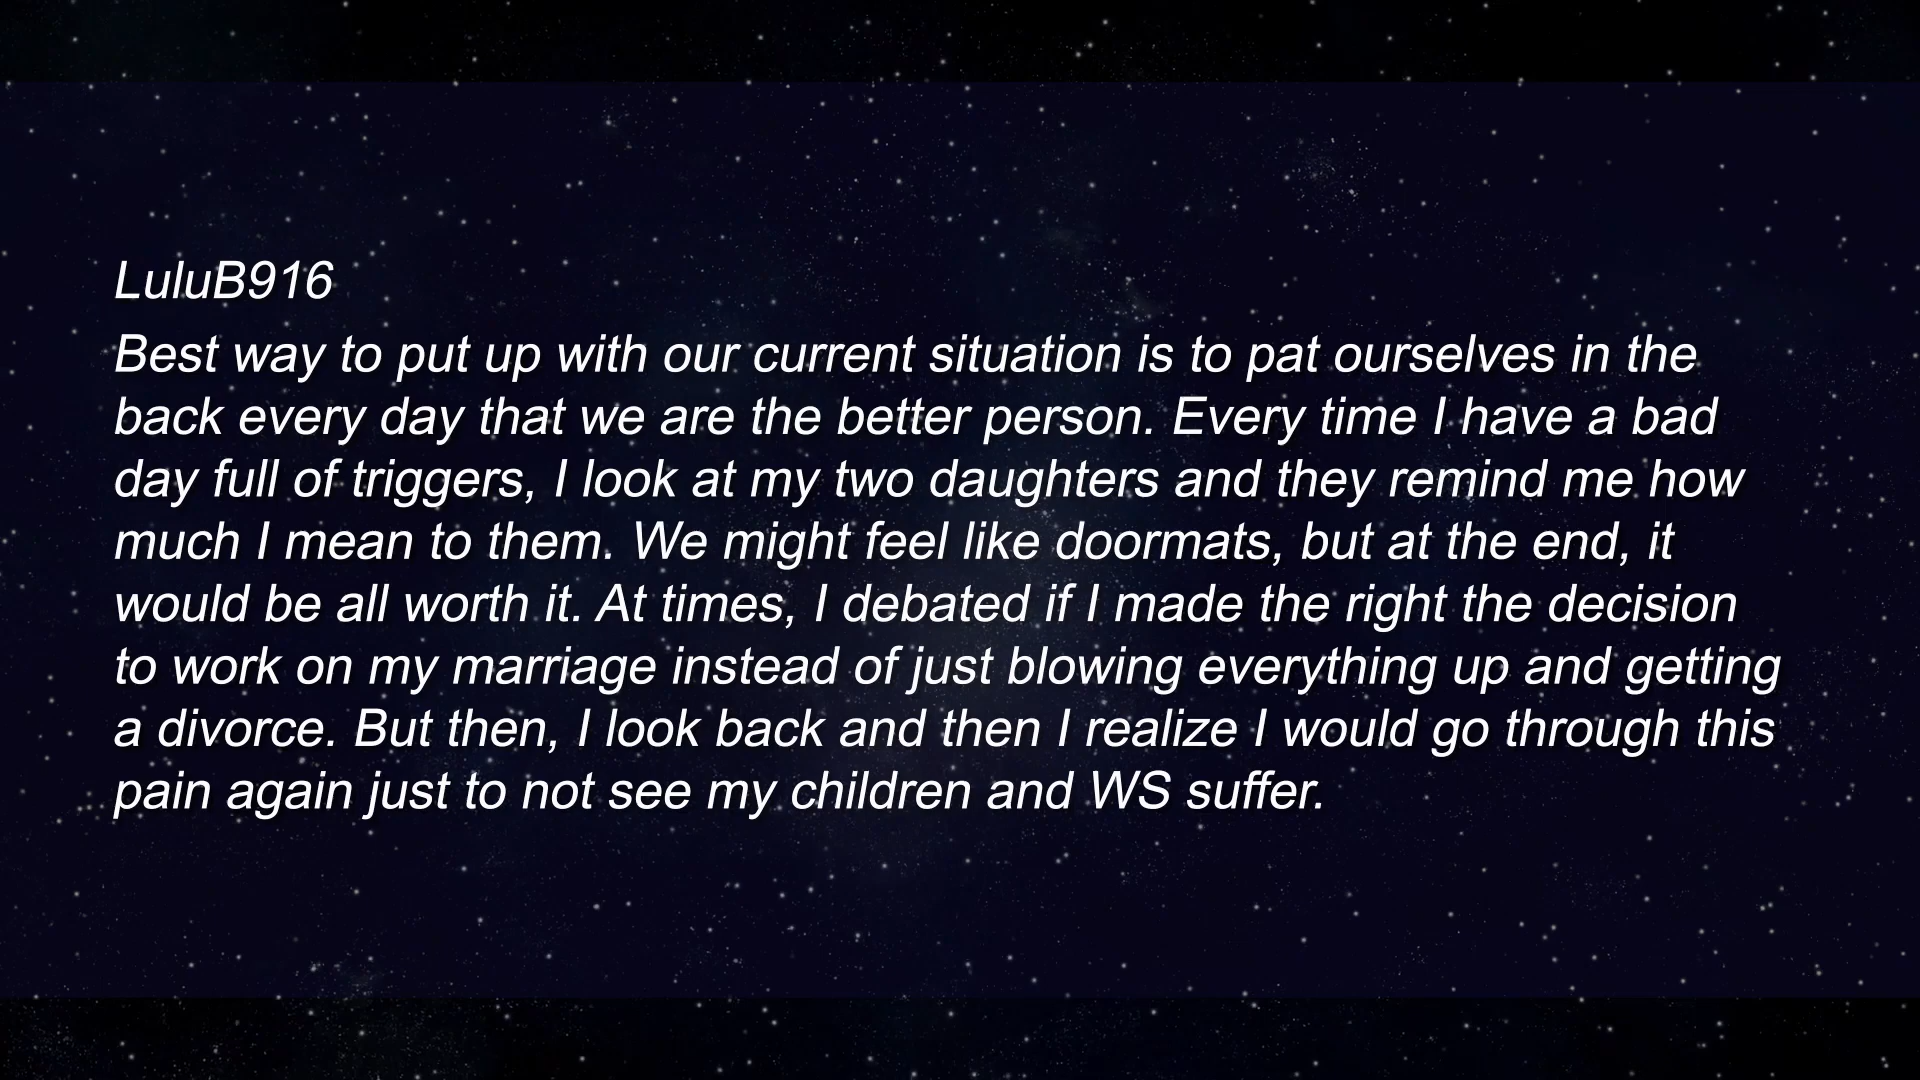 LuluB916
Best way to put up with our current situation is to pat ourselves in the
back every day that we are the better person. Every time I have a bad
day full of triggers, I look at my two daughters and they remind me how
much I mean to them. We might feel like doormats, but at the end, it
would be all worth it. At times, I debated if I made the right the decision
to work on my marriage instead of just blowing everything up and getting
a divorce. But then, I look back and then I realize I would go through this
pain again just to not see my children and WS suffer.